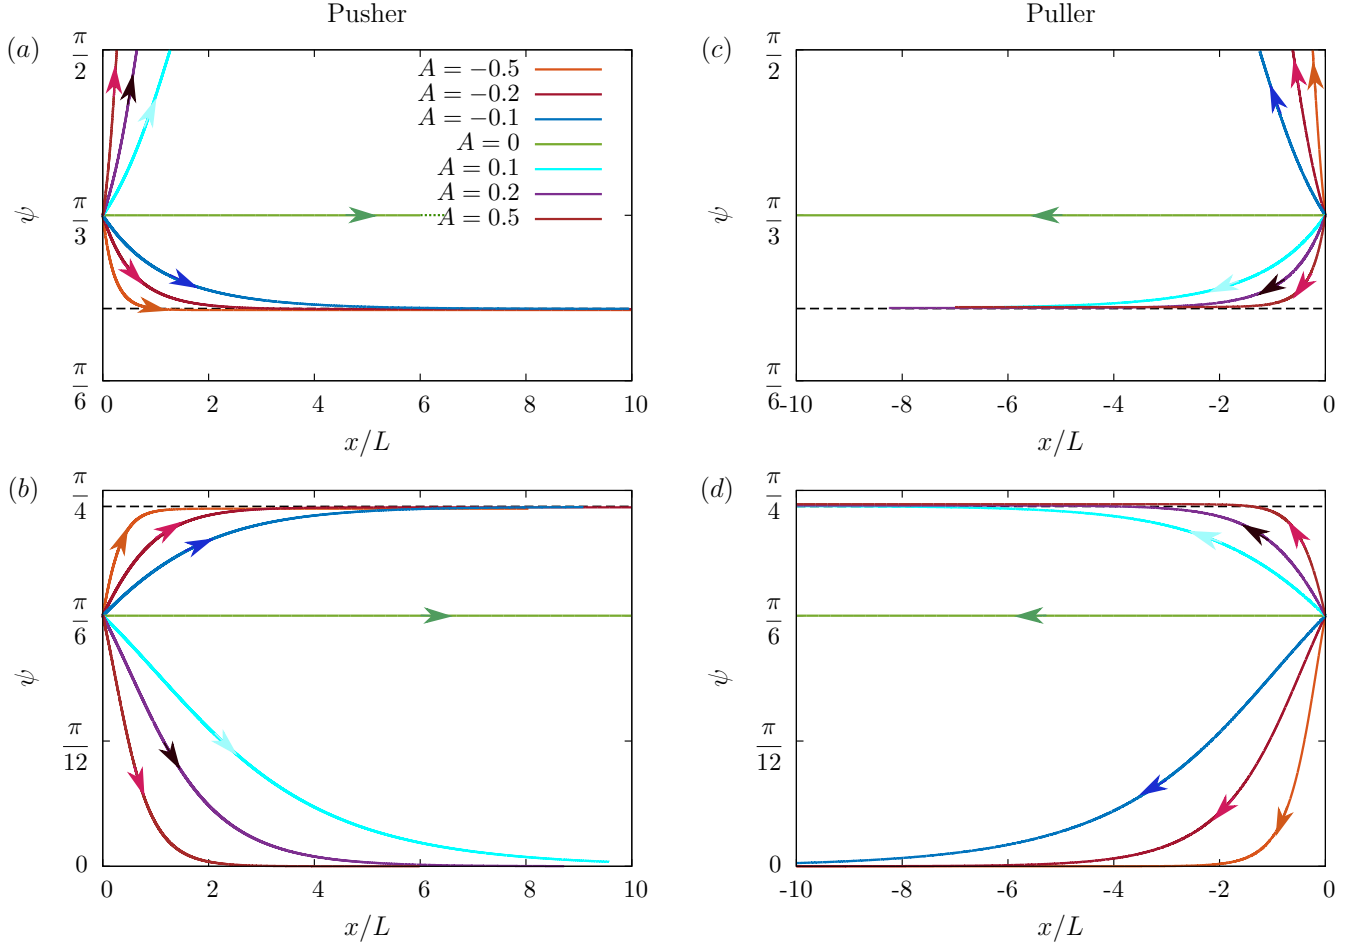 Pusher
Puller
(a)
π/2
π/3
π/6
ψ
A = −0.5
A = −0.2
A = −0.1
A = 0
A = 0.1
A = 0.2
A = 0.5
0 2 4 6 8 10
x/L
(c)
π/2
π/3
π/6
ψ
-10 -8 -6 -4 -2 0
x/L
(b)
π/4
π/6
π/12
0
ψ
0 2 4 6 8 10
x/L
(d)
π/4
π/6
π/12
0
ψ
-10 -8 -6 -4 -2 0
x/L